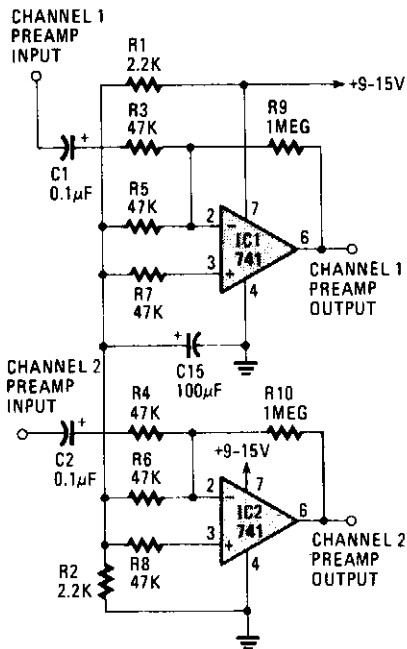 CHANNEL 1
PREAMP
INPUT
R1
2.2K
+9-15V
R3
47K
R9
1MEG
+
C1
0.1µF
R5
47K
2
−
7
IC1
741
6
3
+
4
R7
47K
CHANNEL 1
PREAMP
OUTPUT
+
C15
100µF
CHANNEL 2
PREAMP
INPUT
R4
47K
R10
1MEG
+
C2
0.1µF
R6
47K
+9-15V
2
−
7
IC2
741
6
3
+
4
R2
2.2K
R8
47K
CHANNEL 2
PREAMP
OUTPUT